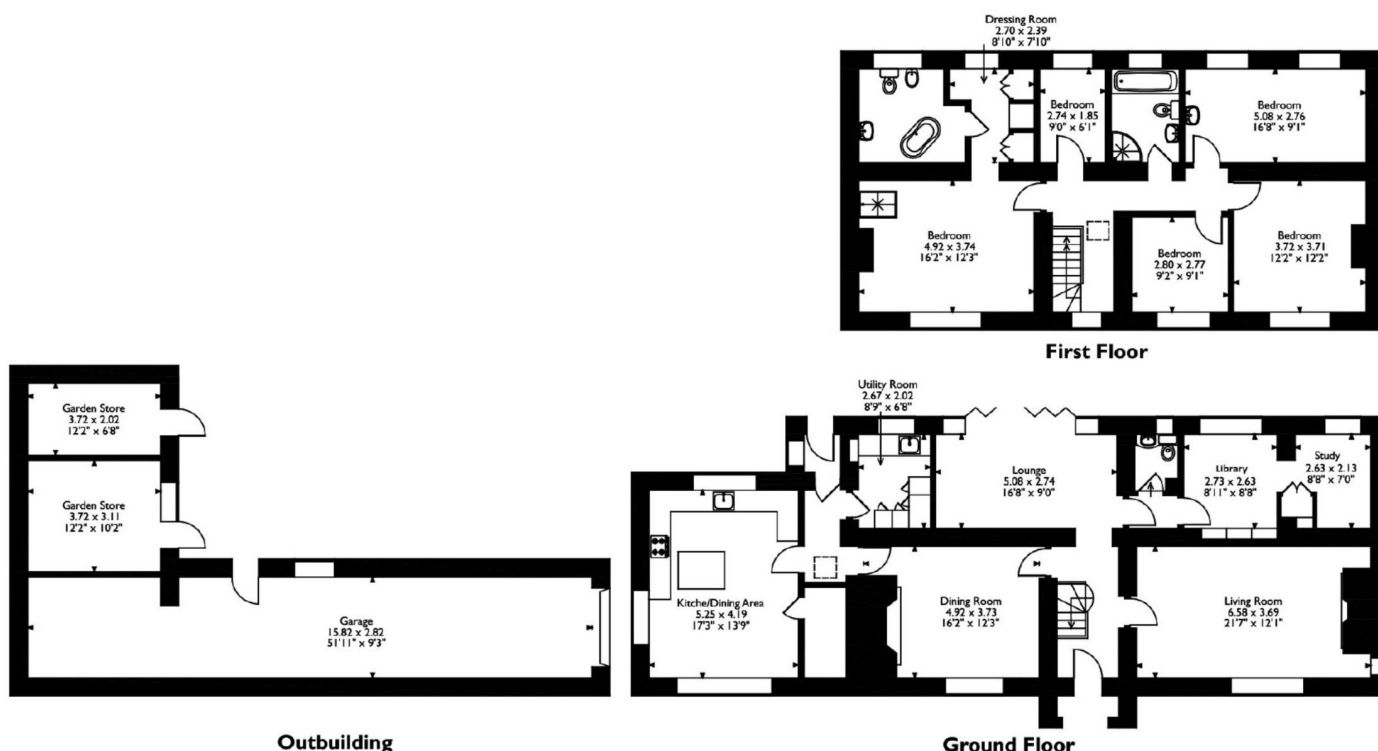 Dressing Room
2.70 x 2.39
8'10" x 7'10"
Bedroom
2.74 x 1.85
9'0" x 6'1"
Bedroom
5.08 x 2.76
16'8" x 9'1"
Bedroom
4.92 x 3.74
16'2" x 12'3"
Bedroom
2.80 x 2.77
9'2" x 9'1"
Bedroom
3.72 x 3.71
12'2" x 12'2"
First Floor
Garden Store
3.72 x 2.02
12'2" x 6'8"
Garden Store
3.72 x 3.11
12'2" x 10'2"
Garage
15.82 x 2.82
51'11" x 9'3"
Outbuilding
Utility Room
2.67 x 2.02
8'9" x 6'8"
Lounge
5.08 x 2.74
16'8" x 9'0"
Library
2.73 x 2.63
8'11" x 8'8"
Study
2.63 x 2.13
8'8" x 7'0"
Kitche/Dining Area
5.25 x 4.19
17'3" x 13'9"
Dining Room
4.92 x 3.73
16'2" x 12'3"
Living Room
6.58 x 3.69
21'7" x 12'1"
Ground Floor